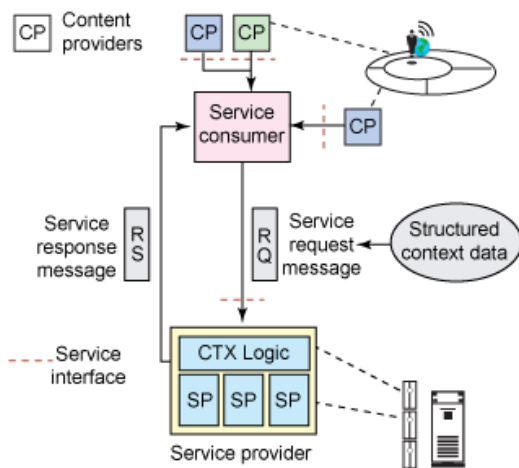 CP
Content
providers
CP
CP
Service
consumer
CP
Service
response
message
R
S
R
Q
Service
request
message
Structured
context data
Service
interface
CTX Logic
SP
SP
SP
Service provider